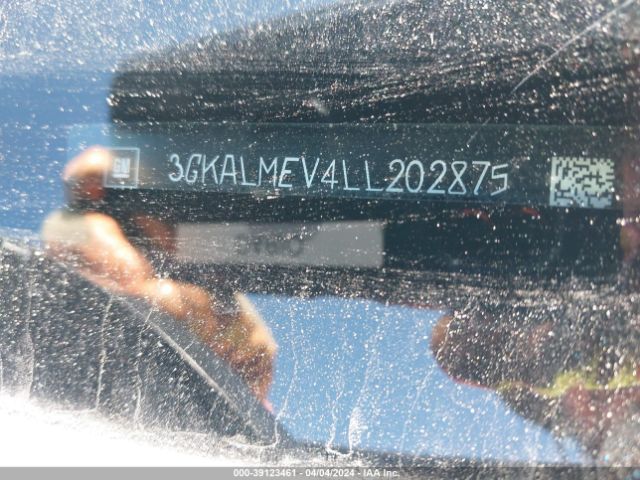 GM
3GKALMEV4LL202875
000-39123461 - 04/04/2024 - IAA Inc.